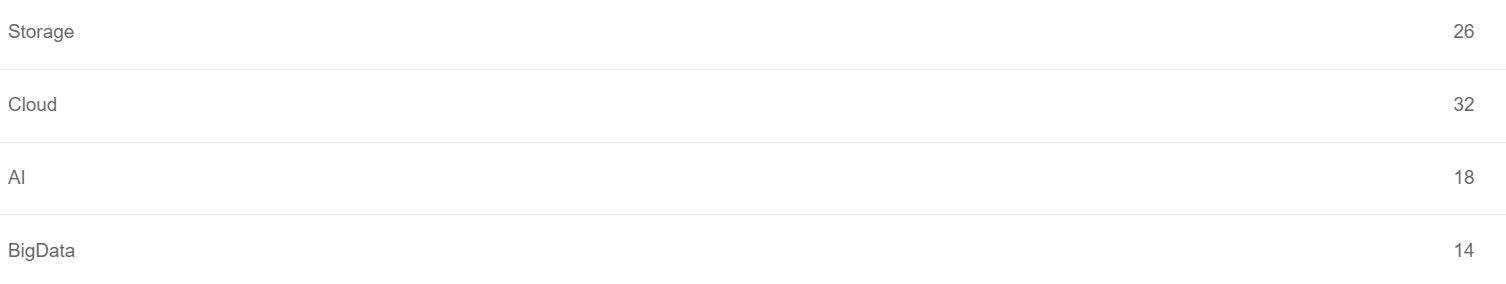 Storage 26
Cloud 32
AI 18
BigData 14